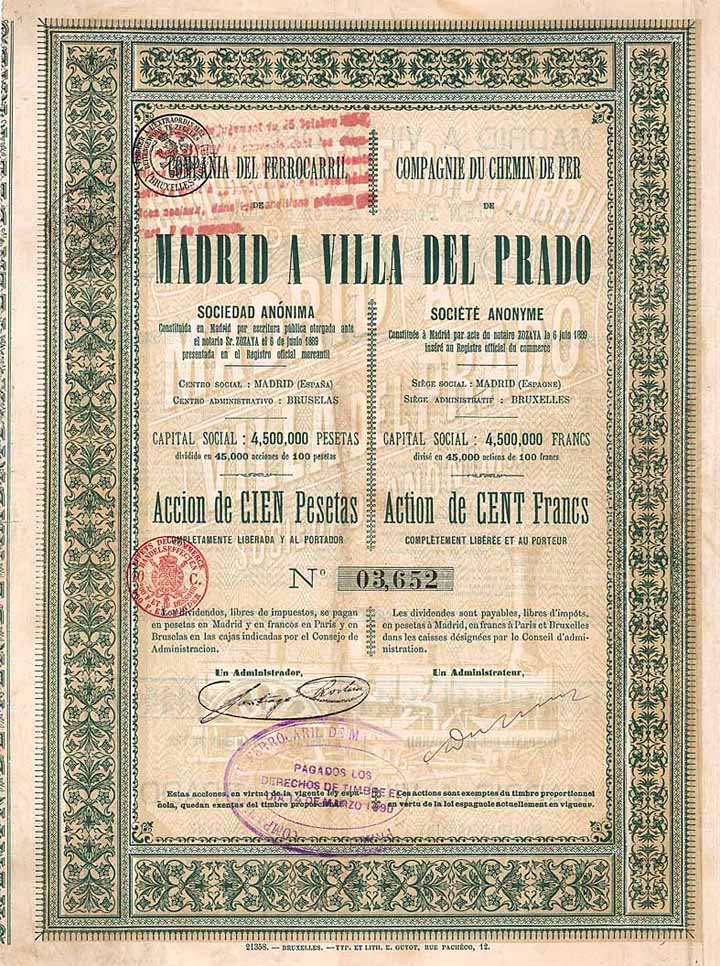 COMPAÑIA DEL FERROCARRIL
DE
COMPAGNIE DU CHEMIN DE FER
DE
MADRID A VILLA DEL PRADO
SOCIEDAD ANÓNIMA
Constituida en Madrid por escritura pública otorgada ante
el notario Sr. ZOZAYA el 6 de junio 1889
presentada en el Registro oficial mercantil
CENTRO SOCIAL : MADRID (ESPAÑA)
CENTRO ADMINISTRATIVO : BRUSELAS
CAPITAL SOCIAL : 4,500,000 PESETAS
dividido en 45,000 acciones de 100 pesetas
Accion de CIEN Pesetas
COMPLETAMENTE LIBERADA Y AL PORTADOR
SOCIÉTÉ ANONYME
Constituée à Madrid par acte du notaire ZOZAYA le 6 juin 1889
inséré au Registre officiel du commerce
SIÈGE SOCIAL : MADRID (ESPAGNE)
SIÈGE ADMINISTRATIF : BRUXELLES
CAPITAL SOCIAL : 4,500,000 FRANCS
divisé en 45,000 actions de 100 francs
Action de CENT Francs
COMPLÈTEMENT LIBÉRÉE ET AU PORTEUR
Nº 03,652
Los dividendos, libres de impuestos, se pagan
en pesetas en Madrid y en francos en Paris y en
Bruselas en las cajas indicadas por el Consejo de
Administracion.
Un Administrador,
Les dividendes sont payables, libres d'impôts,
en pesetas à Madrid, en francs à Paris et Bruxelles
dans les caisses désignées par le Conseil d'admi-
nistration.
Un Administrateur,
PAGADOS LOS
DERECHOS DE TIMBRE EL
DIA 14 DE MARZO 1890
Estas acciones, en virtud de la vigente ley espa-
ñola, quedan exentas del timbre proporcional.
Ces actions sont exemptes du timbre proportionnel
en vertu de la loi espagnole actuellement en vigueur.
21358. — BRUXELLES. — TYP. ET LITH. E. GUYOT, RUE PACHÉCO, 12.